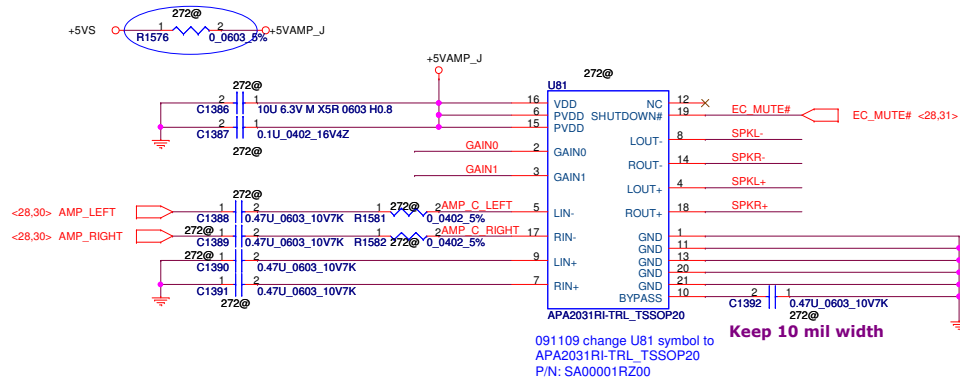 272@
+5VS 1 2 +5VAMP_J
R1576 0_0603_5%
+5VAMP_J
U81 272@
272@
2 1 16 VDD NC 12
C1386 10U 6.3V M X5R 0603 H0.8 6 PVDD SHUTDOWN# 19 EC_MUTE# EC_MUTE# <28,31>
2 1 15 PVDD
C1387 0.1U_0402_16V4Z LOUT- 8 SPKL-
272@
GAIN0 2 GAIN0
ROUT- 14 SPKR-
GAIN1 3 GAIN1
LOUT+ 4 SPKL+
272@ 272@
<28,30> AMP_LEFT 2 1 1 2 AMP_C_LEFT 5 LIN- ROUT+ 18 SPKR+
C1388 0.47U_0603_10V7K R1581 0_0402_5%
272@
<28,30> AMP_RIGHT 2 1 1 2 AMP_C_RIGHT 17 RIN- GND 1
C1389 0.47U_0603_10V7K R1582 272@ 0_0402_5% GND 11
272@
1 2 9 LIN+ GND 13
C1390 0.47U_0603_10V7K GND 20
1 2 7 RIN+ GND 21
C1391 0.47U_0603_10V7K BYPASS 10 2 1
272@ C1392 0.47U_0603_10V7K
APA2031RI-TRL_TSSOP20 272@
Keep 10 mil width
091109 change U81 symbol to
APA2031RI-TRL_TSSOP20
P/N: SA00001RZ00